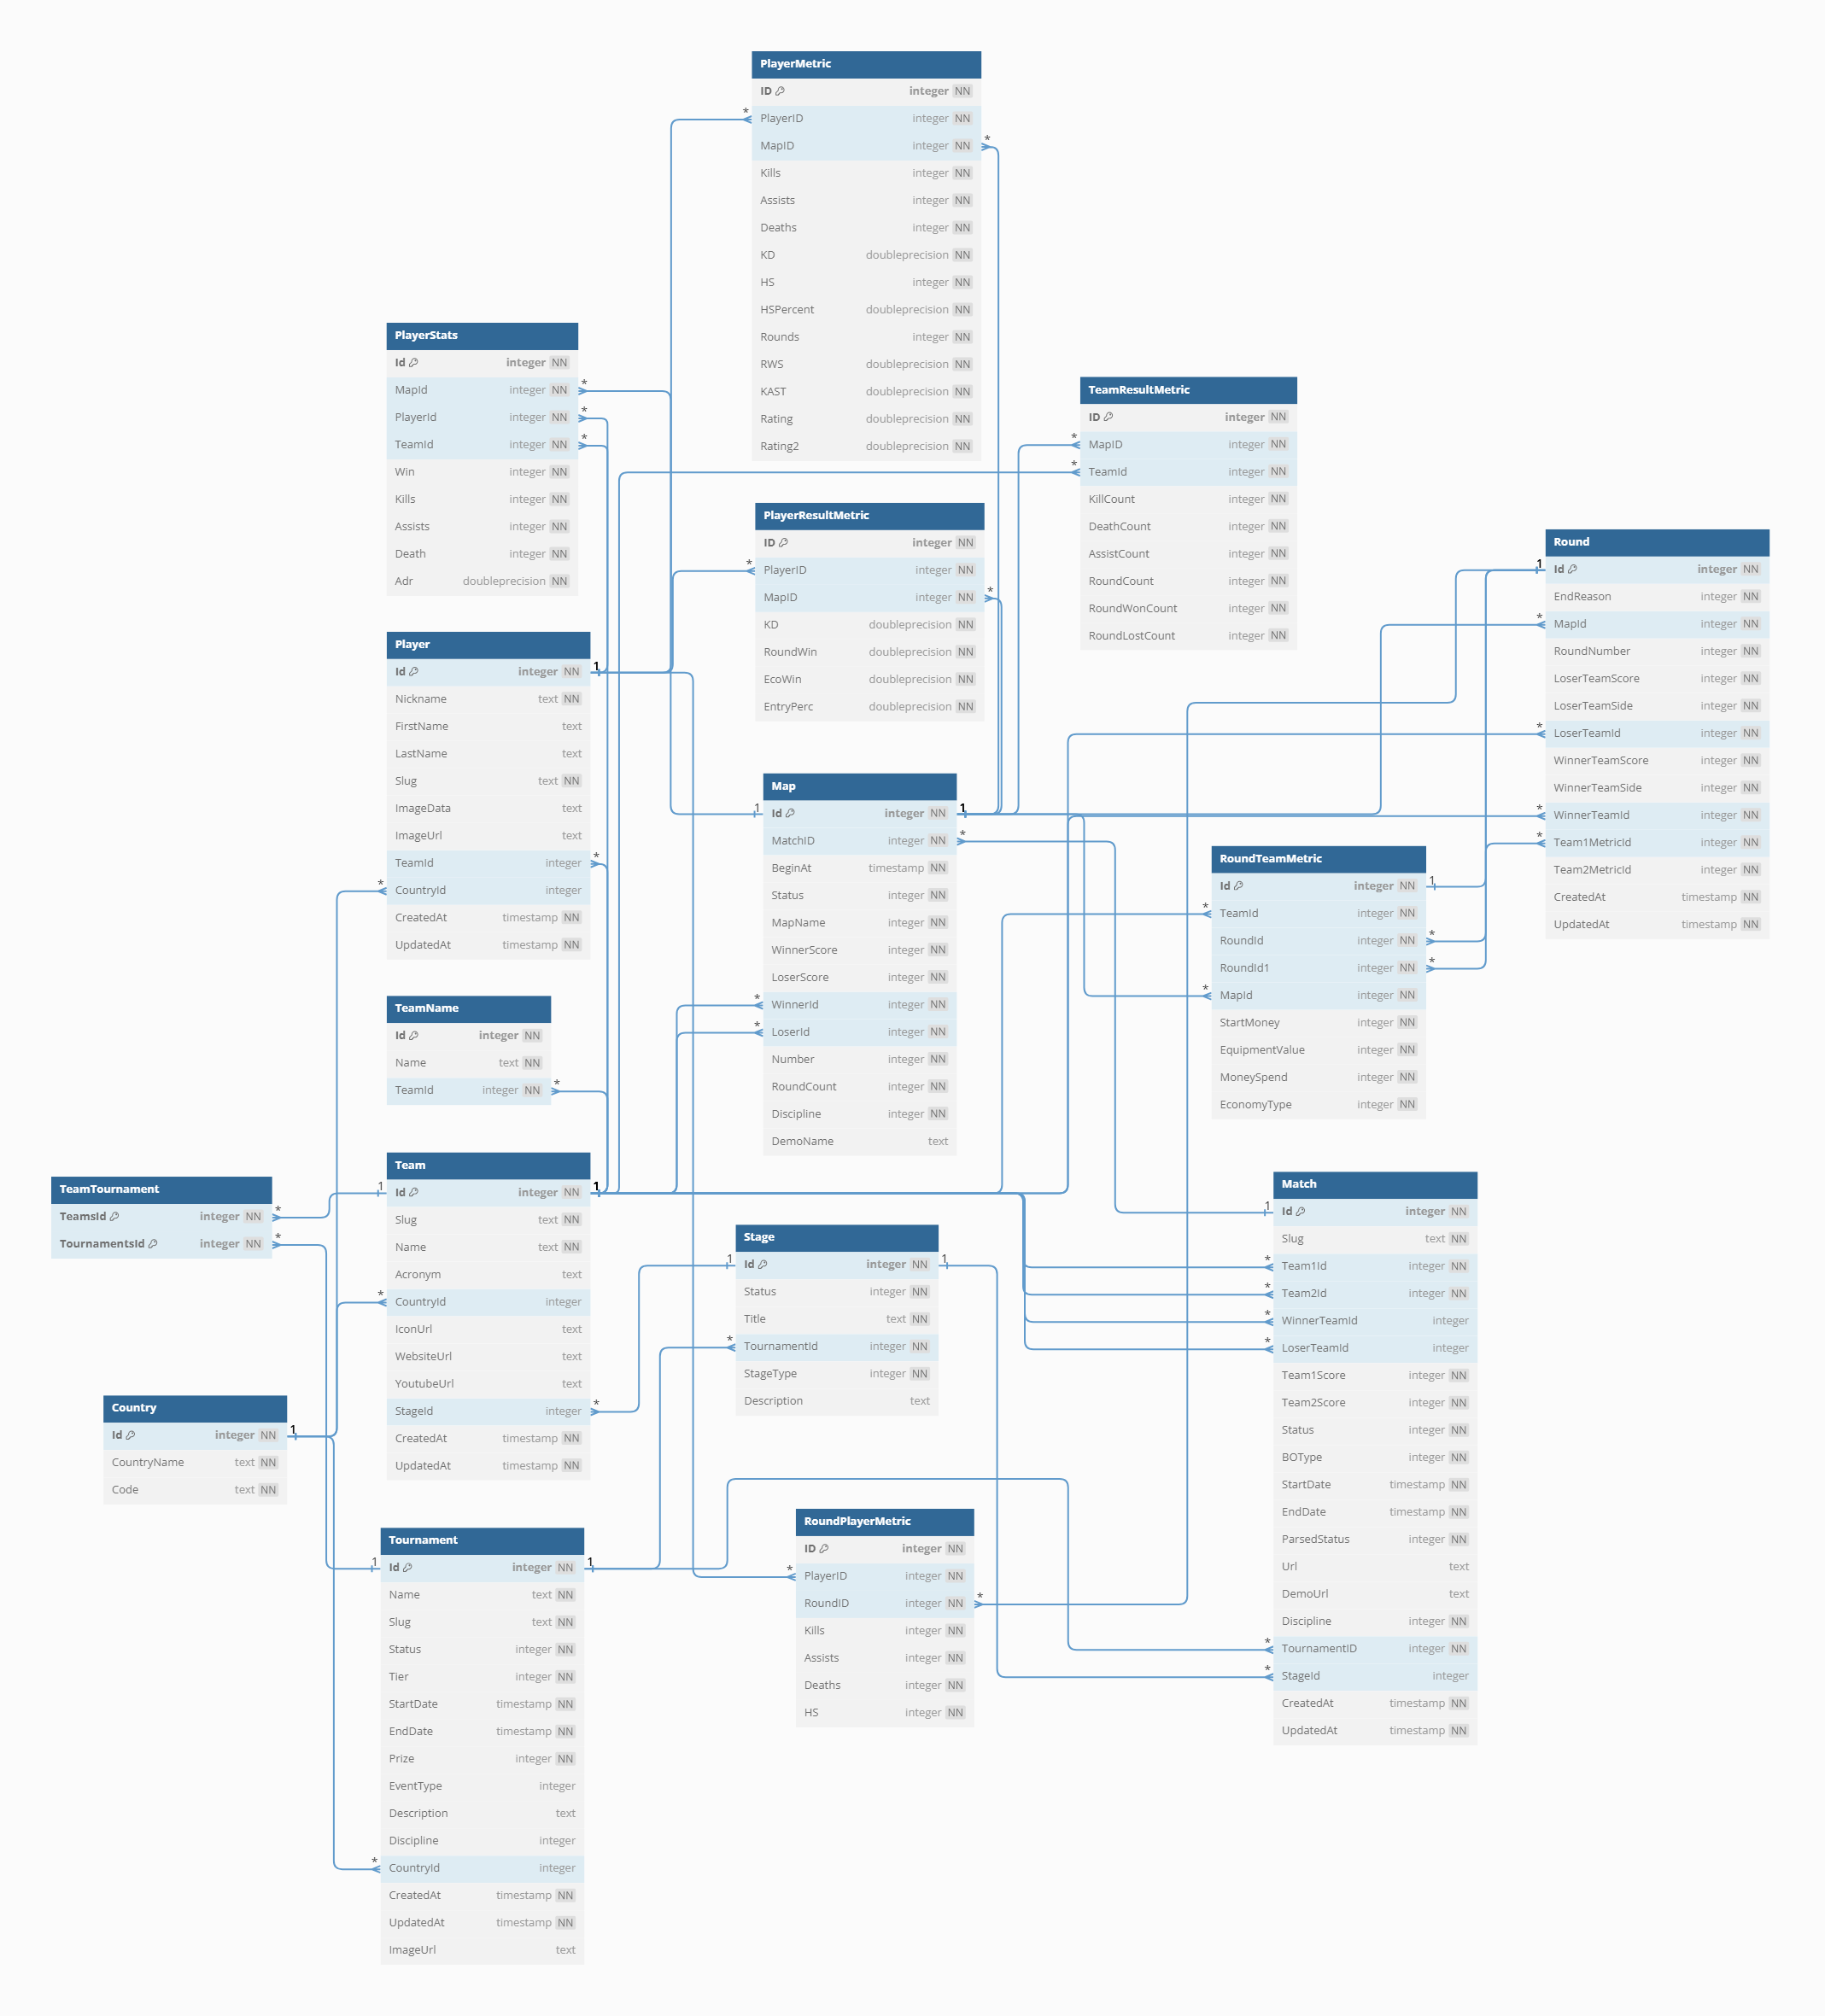 PlayerMetric
ID integer NN
* PlayerID integer NN
MapID integer NN *
Kills integer NN
Assists integer NN
Deaths integer NN
KD doubleprecision NN
HS integer NN
HSPercent doubleprecision NN
Rounds integer NN
RWS doubleprecision NN
KAST doubleprecision NN
Rating doubleprecision NN
Rating2 doubleprecision NN
PlayerStats
Id integer NN
MapId integer NN *
PlayerId integer NN *
TeamId integer NN *
Win integer NN
Kills integer NN
Assists integer NN
Death integer NN
Adr doubleprecision NN
TeamResultMetric
ID integer NN
* MapID integer NN
* TeamId integer NN
KillCount integer NN
DeathCount integer NN
AssistCount integer NN
RoundCount integer NN
RoundWonCount integer NN
RoundLostCount integer NN
PlayerResultMetric
ID integer NN
* PlayerID integer NN
MapID integer NN *
KD doubleprecision NN
RoundWin doubleprecision NN
EcoWin doubleprecision NN
EntryPerc doubleprecision NN
Round
1 Id integer NN
EndReason integer NN
* MapId integer NN
RoundNumber integer NN
LoserTeamScore integer NN
LoserTeamSide integer NN
* LoserTeamId integer NN
WinnerTeamScore integer NN
WinnerTeamSide integer NN
* WinnerTeamId integer NN
* Team1MetricId integer NN
Team2MetricId integer NN
CreatedAt timestamp NN
UpdatedAt timestamp NN
Player
Id integer NN 1
Nickname text NN
FirstName text
LastName text
Slug text NN
ImageData text
ImageUrl text
TeamId integer *
* CountryId integer
CreatedAt timestamp NN
UpdatedAt timestamp NN
Map
1 Id integer NN 1
MatchID integer NN *
BeginAt timestamp NN
Status integer NN
MapName integer NN
WinnerScore integer NN
LoserScore integer NN
* WinnerId integer NN
* LoserId integer NN
Number integer NN
RoundCount integer NN
Discipline integer NN
DemoName text
RoundTeamMetric
Id integer NN 1
* TeamId integer NN
RoundId integer NN *
RoundId1 integer NN *
* MapId integer NN
StartMoney integer NN
EquipmentValue integer NN
MoneySpend integer NN
EconomyType integer NN
TeamName
Id integer NN
Name text NN
TeamId integer NN *
TeamTournament
TeamsId integer NN *
TournamentsId integer NN *
Team
1 Id integer NN 1
Slug text NN
Name text NN
Acronym text
* CountryId integer
IconUrl text
WebsiteUrl text
YoutubeUrl text
StageId integer *
CreatedAt timestamp NN
UpdatedAt timestamp NN
Stage
1 Id integer NN 1
Status integer NN
Title text NN
* TournamentId integer NN
StageType integer NN
Description text
Match
1 Id integer NN
Slug text NN
* Team1Id integer NN
* Team2Id integer NN
* WinnerTeamId integer
* LoserTeamId integer
Team1Score integer NN
Team2Score integer NN
Status integer NN
BOType integer NN
StartDate timestamp NN
EndDate timestamp NN
ParsedStatus integer NN
Url text
DemoUrl text
Discipline integer NN
* TournamentID integer NN
* StageId integer
CreatedAt timestamp NN
UpdatedAt timestamp NN
Country
Id integer NN 1
CountryName text NN
Code text NN
Tournament
1 Id integer NN 1
Name text NN
Slug text NN
Status integer NN
Tier integer NN
StartDate timestamp NN
EndDate timestamp NN
Prize integer NN
EventType integer
Description text
Discipline integer
* CountryId integer
CreatedAt timestamp NN
UpdatedAt timestamp NN
ImageUrl text
RoundPlayerMetric
ID integer NN
* PlayerID integer NN
RoundID integer NN *
Kills integer NN
Assists integer NN
Deaths integer NN
HS integer NN